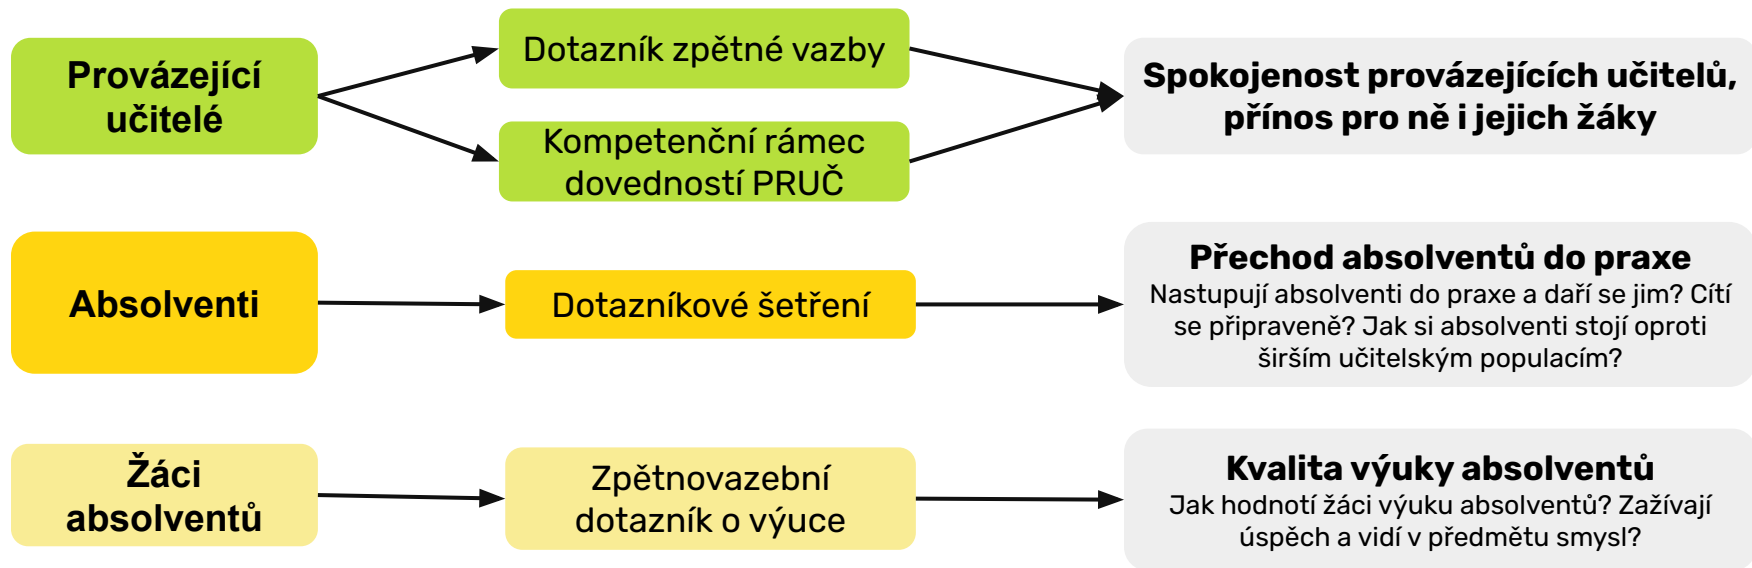 Provázející
učitelé
Dotazník zpětné vazby
Kompetenční rámec
dovedností PRUČ
Spokojenost provázejících učitelů,
přínos pro ně i jejich žáky
Absolventi
Dotazníkové šetření
Přechod absolventů do praxe
Nastupují absolventi do praxe a daří se jim? Cítí
se připraveně? Jak si absolventi stojí oproti
širším učitelským populacím?
Žáci
absolventů
Zpětnovazební
dotazník o výuce
Kvalita výuky absolventů
Jak hodnotí žáci výuku absolventů? Zažívají
úspěch a vidí v předmětu smysl?